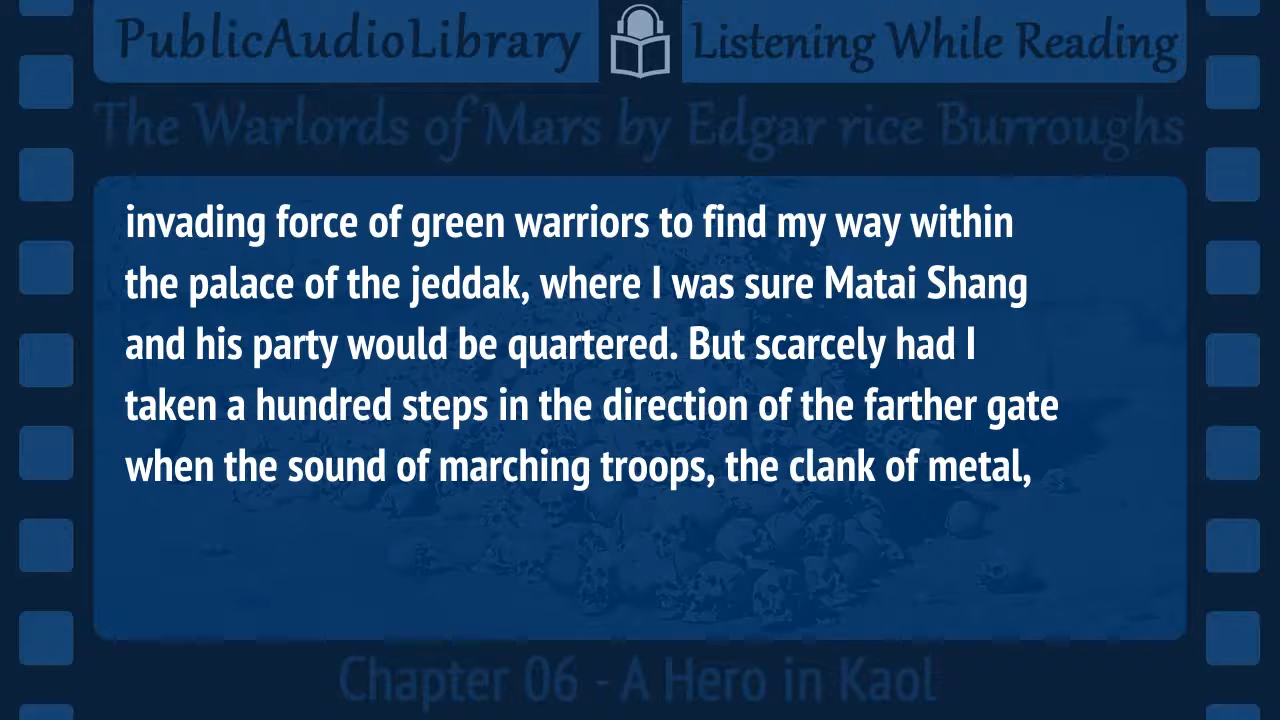 PublicAudioLibrary Listening While Reading
The Warlords of Mars by Edgar rice Burroughs
invading force of green warriors to find my way within
the palace of the jeddak, where I was sure Matai Shang
and his party would be quartered. But scarcely had I
taken a hundred steps in the direction of the farther gate
when the sound of marching troops, the clank of metal,
Chapter 06 - A Hero in Kaol